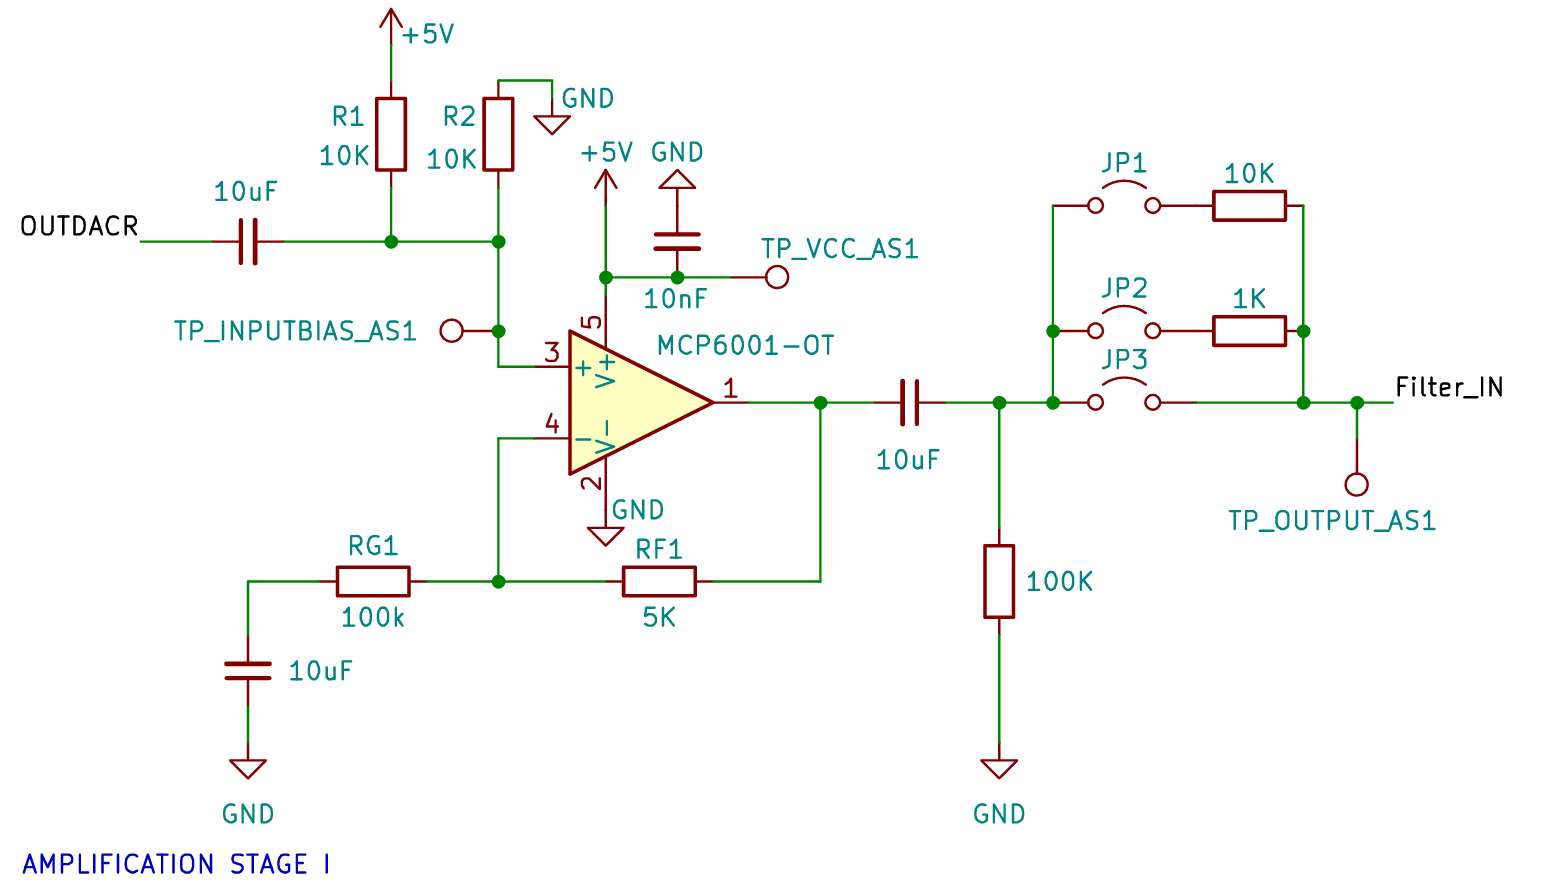 +5V
R1
10K
R2
10K
GND
+5V
GND
10uF
OUTDACR
JP1
10K
TP_VCC_AS1
10nF
JP2
1K
TP_INPUTBIAS_AS1
MCP6001-OT
JP3
5
3
+
V+
1
4
−
V−
2
Filter_IN
10uF
GND
TP_OUTPUT_AS1
RG1
100k
RF1
5K
100K
10uF
GND
GND
AMPLIFICATION STAGE I